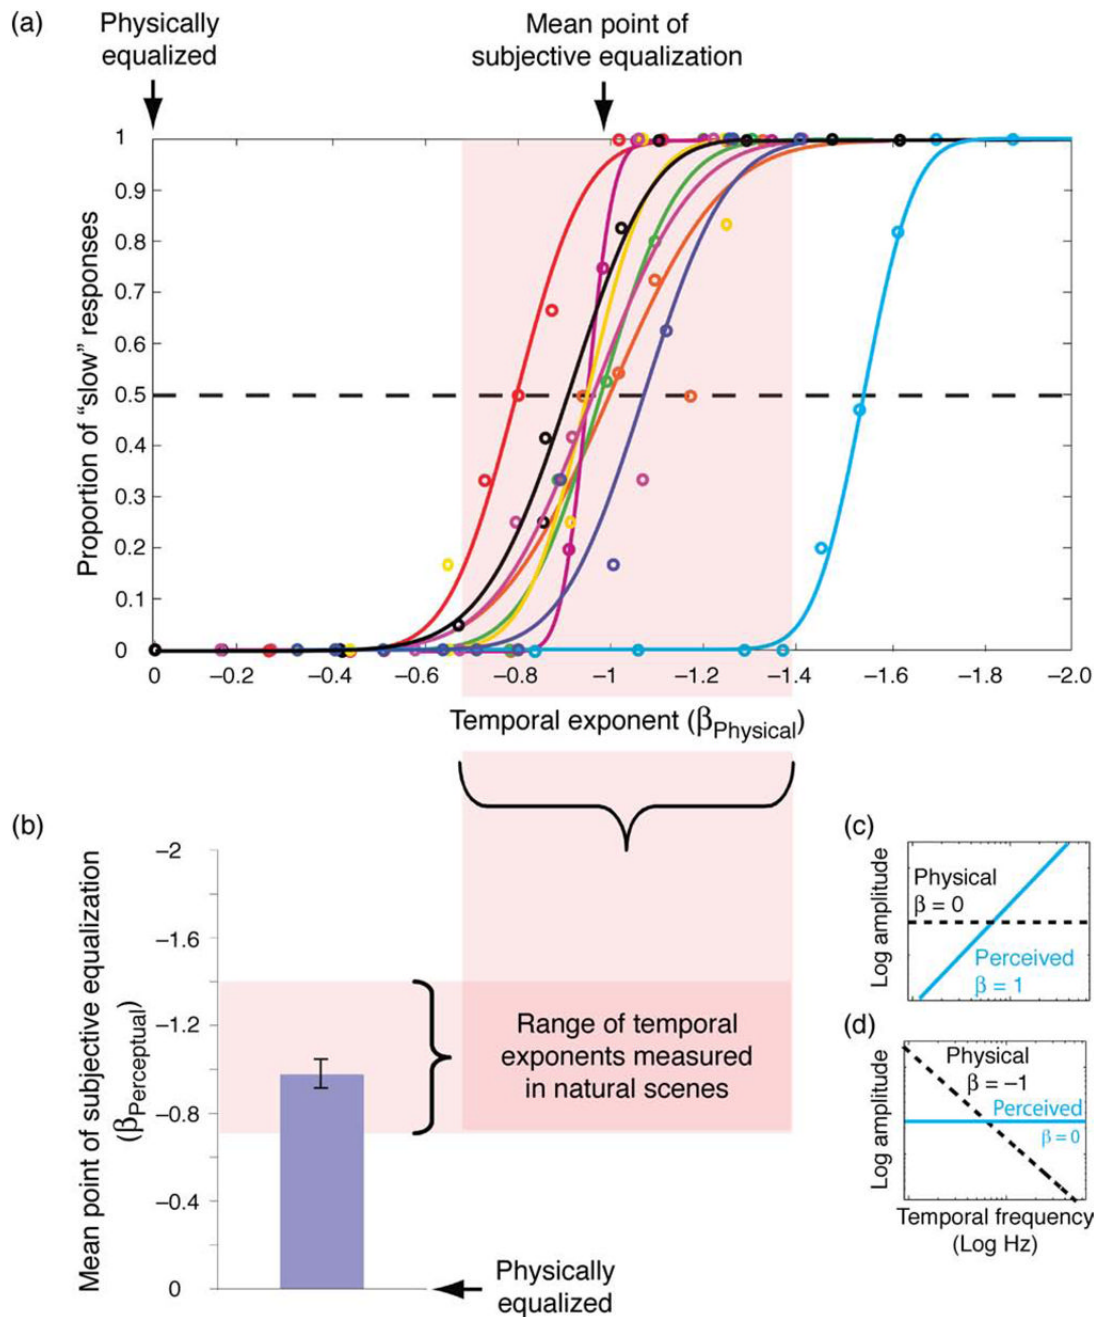 (a)
Physically
equalized
Mean point of
subjective equalization
Proportion of “slow” responses
1
0.9
0.8
0.7
0.6
0.5
0.4
0.3
0.2
0.1
0
0 −0.2 −0.4 −0.6 −0.8 −1 −1.2 −1.4 −1.6 −1.8 −2.0
Temporal exponent (βPhysical)
(b)
Mean point of subjective equalization
(βPerceptual)
−2
−1.6
−1.2
−0.8
−0.4
0
Range of temporal
exponents measured
in natural scenes
Physically
equalized
(c)
Log amplitude
Physical
β = 0
Perceived
β = 1
(d)
Log amplitude
Physical
β = −1
Perceived
β = 0
Temporal frequency
(Log Hz)